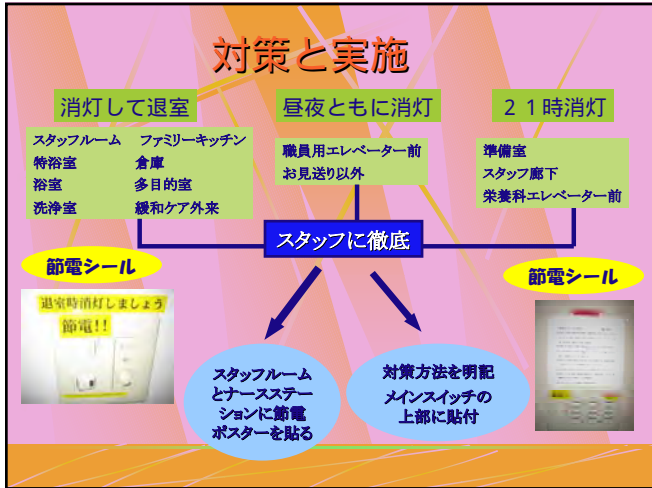 対策と実施
消灯して退室
昼夜ともに消灯
２１時消灯
スタッフルーム ファミリーキッチン
特浴室 倉庫
浴室 多目的室
洗浄室 緩和ケア外来
職員用エレベーター前
お見送り以外
準備室
スタッフ廊下
栄養科エレベーター前
スタッフに徹底
節電シール
節電シール
退室時消灯しましょう
節電!!
スタッフルーム
とナースステー
ションに節電
ポスターを貼る
対策方法を明記
メインスイッチの
上部に貼付